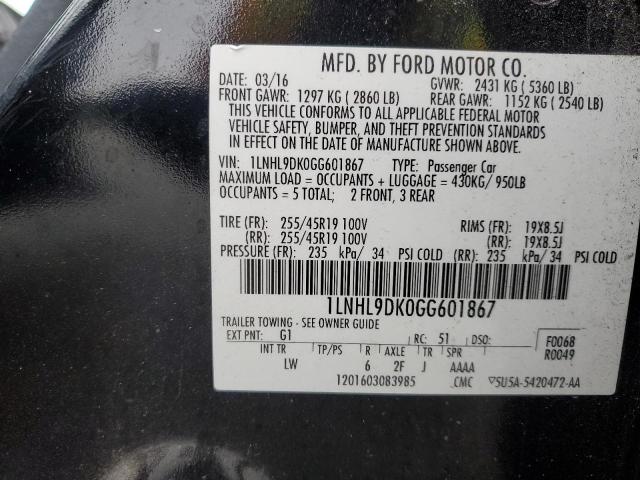 MFD. BY FORD MOTOR CO.
DATE: 03/16 GVWR: 2431 KG ( 5360 LB)
FRONT GAWR: 1297 KG ( 2860 LB) REAR GAWR: 1152 KG ( 2540 LB)
THIS VEHICLE CONFORMS TO ALL APPLICABLE FEDERAL MOTOR
VEHICLE SAFETY, BUMPER, AND THEFT PREVENTION STANDARDS
IN EFFECT ON THE DATE OF MANUFACTURE SHOWN ABOVE.
VIN: 1LNHL9DK0GG601867 TYPE: Passenger Car
MAXIMUM LOAD = OCCUPANTS + LUGGAGE = 430KG/ 950LB
OCCUPANTS = 5 TOTAL; 2 FRONT, 3 REAR
TIRE (FR): 255/45R19 100V RIMS (FR): 19X8.5J
(RR): 255/45R19 100V (RR): 19X8.5J
PRESSURE (FR): 235 kPa/ 34 PSI COLD (RR): 235 kPa/ 34 PSI COLD
1LNHL9DK0GG601867
TRAILER TOWING - SEE OWNER GUIDE
EXT PNT: G1 RC: 51 DSO: F0068
INT TR TP/PS R AXLE TR SPR R0049
LW 6 2F J AAAA
1201603083985 CMC ▽5U5A-5420472-AA